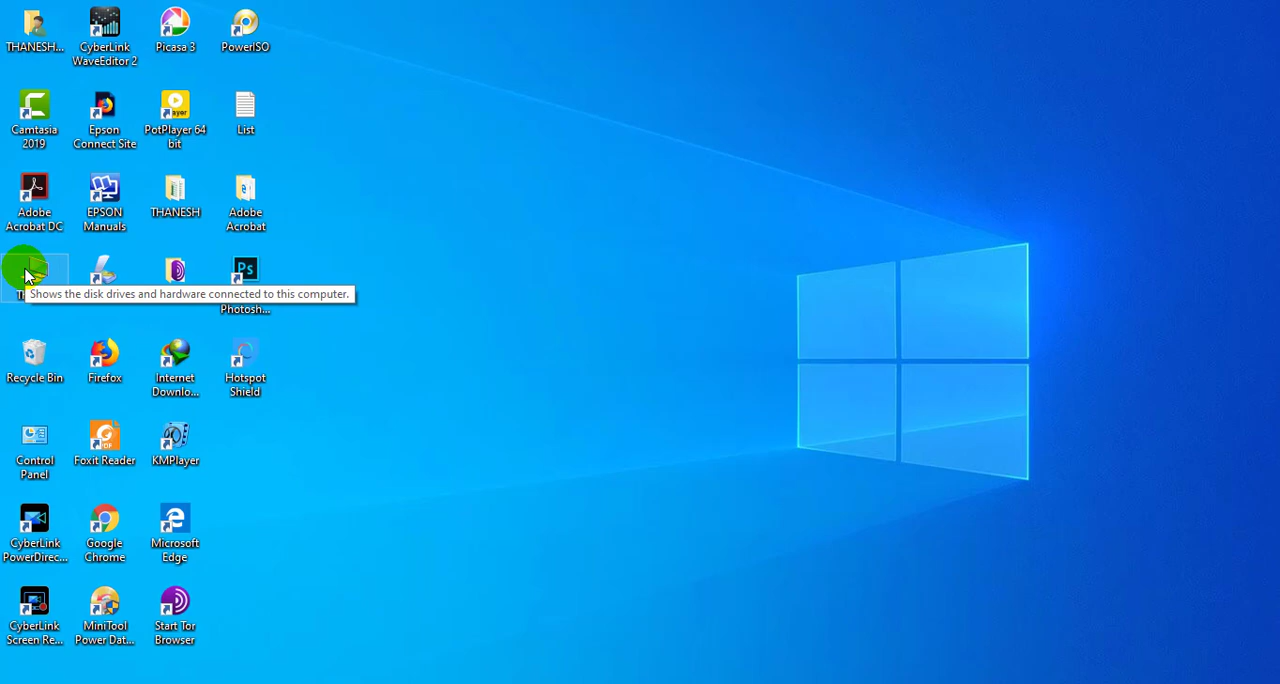 THANESH...
CyberLink
WaveEditor 2
Picasa 3
PowerISO
Camtasia
2019
Epson
Connect Site
PotPlayer 64
bit
List
Adobe
Acrobat DC
EPSON
Manuals
THANESH
Adobe
Acrobat
Shows the disk drives and hardware connected to this computer.
Photosh...
Recycle Bin
Firefox
Internet
Downlo...
Hotspot
Shield
Control
Panel
Foxit Reader
KMPlayer
CyberLink
PowerDirec...
Google
Chrome
Microsoft
Edge
CyberLink
Screen Re...
MiniTool
Power Dat...
Start Tor
Browser